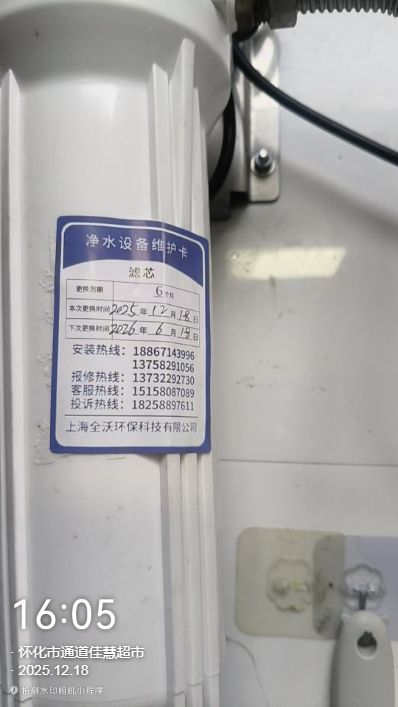 净水设备维护卡
滤芯
更换周期 6个月
本次更换时间 2025年12月18日
下次更换时间 2026年6月18日
安装热线：18867143996
13758291056
报修热线：13732292730
客服热线：15158087089
投诉热线：18258897611
上海全沃环保科技有限公司
16:05
· 怀化市通道佳慧超市
· 2025.12.18
相机小程序